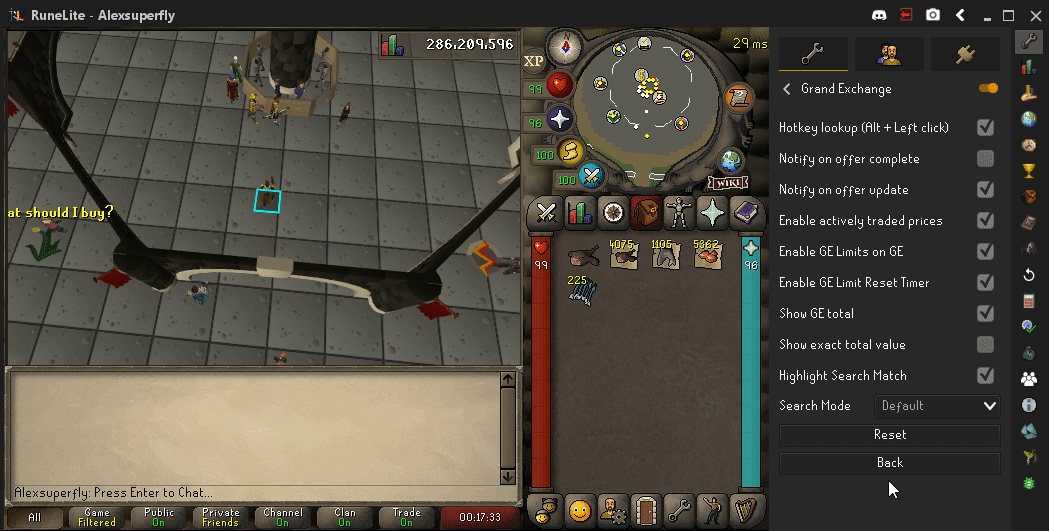 RuneLite - Alexsuperfly
286,209,596
XP
29 ms
99
96
100
100
WIKI
at should I buy?
99
4075
1105
5362
96
225
Alexsuperfly: Press Enter to Chat...
All
Game
Filtered
Public
On
Private
Friends
Channel
On
Clan
On
Trade
On
00:17:33
Grand Exchange
Hotkey lookup (Alt + Left click)
Notify on offer complete
Notify on offer update
Enable actively traded prices
Enable GE Limits on GE
Enable GE Limit Reset Timer
Show GE total
Show exact total value
Highlight Search Match
Search Mode
Default
Reset
Back